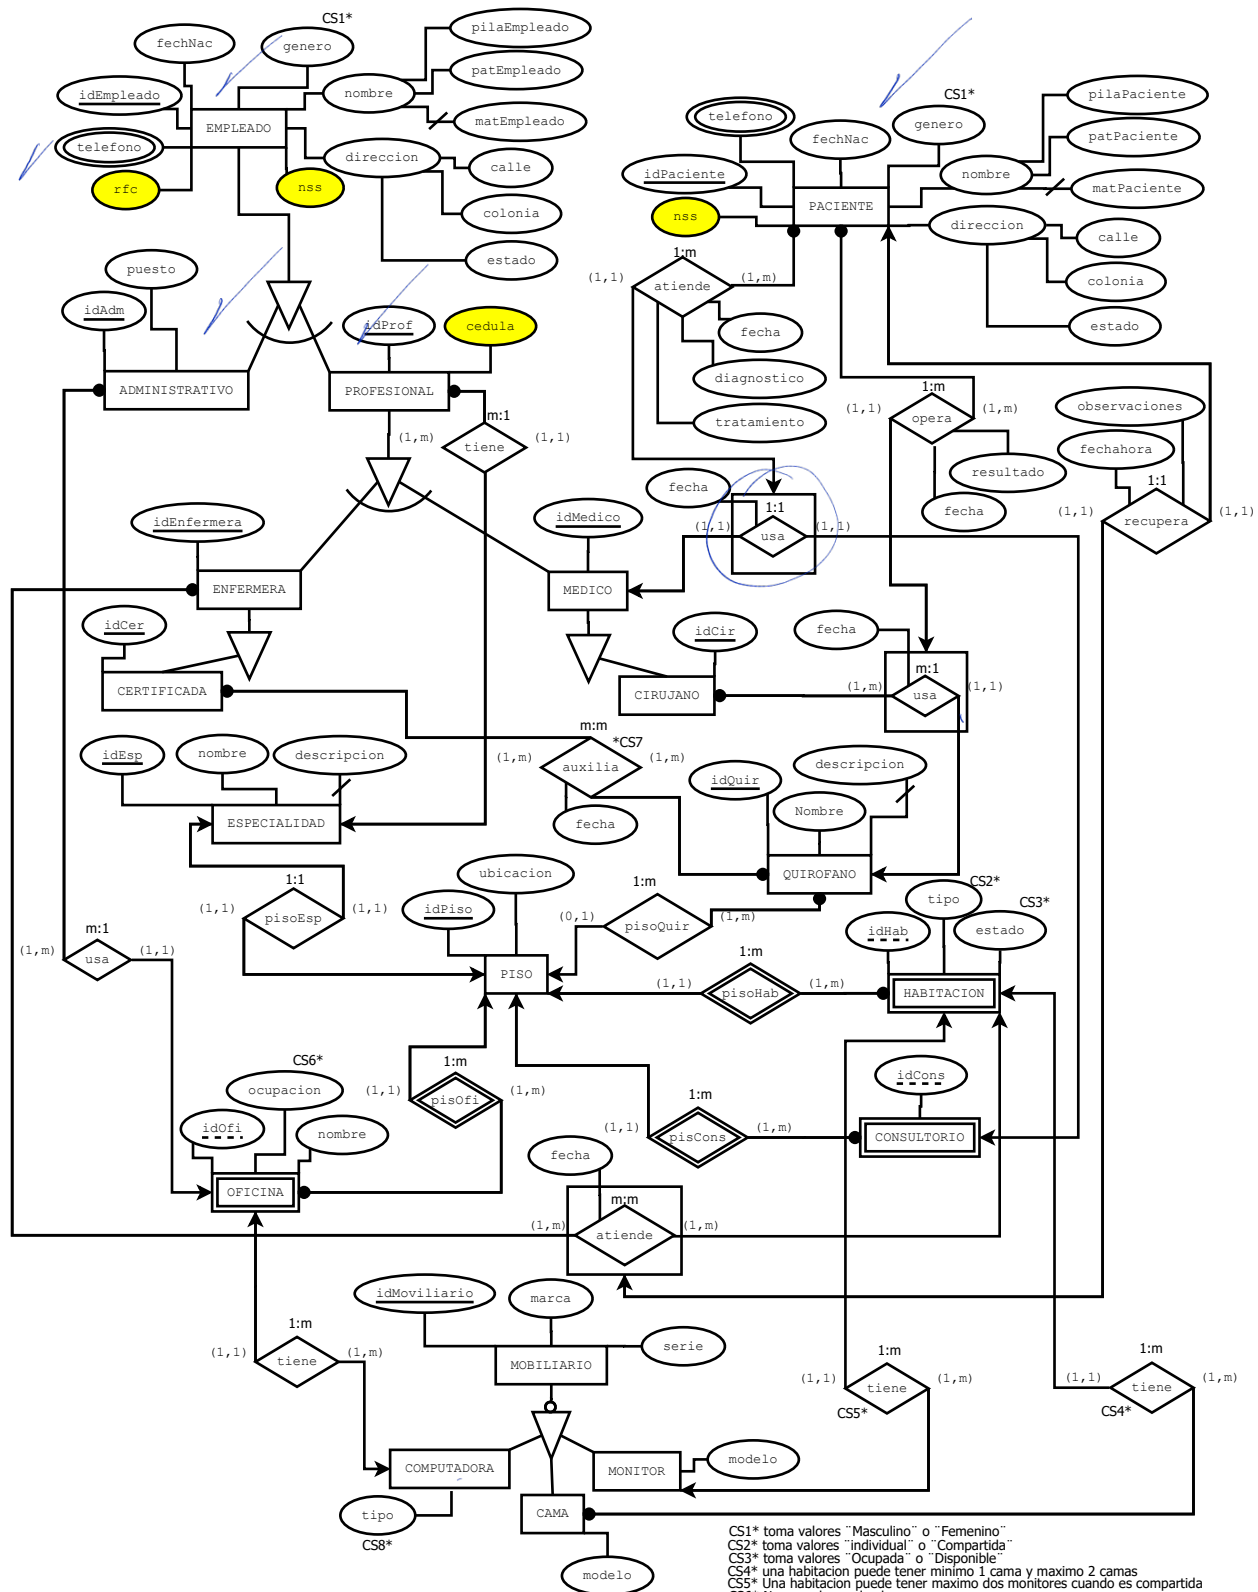 CS1*
fechNac
genero
pilaEmpleado
patEmpleado
matEmpleado
idEmpleado
nombre
EMPLEADO
telefono
direccion
calle
rfc
nss
colonia
estado
CS1*
telefono
fechNac
genero
pilaPaciente
patPaciente
matPaciente
idPaciente
nombre
PACIENTE
nss
direccion
calle
colonia
estado
puesto
idAdm
idProf
cedula
ADMINISTRATIVO
PROFESIONAL
1:m
(1,1)
atiende
(1,m)
fecha
diagnostico
tratamiento
m:1
(1,m)
tiene
(1,1)
1:m
(1,1)
opera
(1,m)
resultado
fecha
observaciones
fechahora
1:1
(1,1)
recupera
(1,1)
fecha
1:1
(1,1)
usa
(1,1)
idEnfermera
idMedico
ENFERMERA
MEDICO
idCer
CERTIFICADA
idCir
CIRUJANO
fecha
m:1
(1,m)
usa
(1,1)
m:m
*CS7
(1,m)
auxilia
(1,m)
fecha
idEsp
nombre
descripcion
ESPECIALIDAD
idQuir
Nombre
descripcion
QUIROFANO
1:1
(1,1)
pisoEsp
(1,1)
idPiso
ubicacion
PISO
1:m
(0,1)
pisoQuir
(1,m)
CS2*
tipo
CS3*
idHab
estado
HABITACION
1:m
(1,1)
pisoHab
(1,m)
m:1
(1,m)
usa
(1,1)
CS6*
ocupacion
idOfi
nombre
OFICINA
1:m
(1,1)
pisOfi
(1,m)
1:m
(1,1)
pisCons
(1,m)
idCons
CONSULTORIO
fecha
m:m
(1,m)
atiende
(1,m)
idMoviliario
marca
serie
MOBILIARIO
1:m
(1,1)
tiene
(1,m)
1:m
(1,1)
tiene
(1,m)
CS5*
1:m
(1,1)
tiene
(1,m)
CS4*
COMPUTADORA
MONITOR
modelo
tipo
CS8*
CAMA
modelo
CS1* toma valores ¨Masculino¨ o ¨Femenino¨
CS2* toma valores ¨individual¨ o ¨Compartida¨
CS3* toma valores ¨Ocupada¨ o ¨Disponible¨
CS4* una habitacion puede tener minimo 1 cama y maximo 2 camas
CS5* Una habitacion puede tener maximo dos monitores cuando es compartida